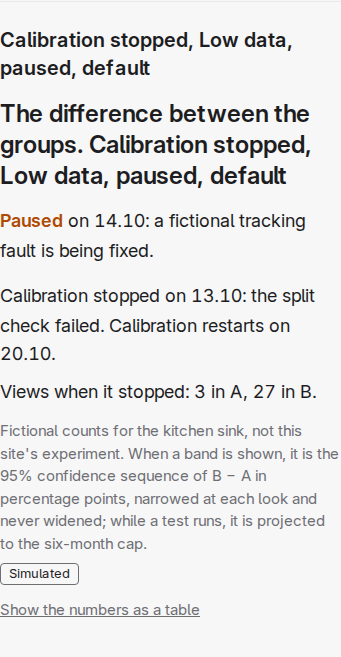 Calibration stopped, Low data,
paused, default
The difference between the
groups. Calibration stopped,
Low data, paused, default
Paused on 14.10: a fictional tracking
fault is being fixed.
Calibration stopped on 13.10: the split
check failed. Calibration restarts on
20.10.
Views when it stopped: 3 in A, 27 in B.
Fictional counts for the kitchen sink, not this
site's experiment. When a band is shown, it is the
95% confidence sequence of B − A in
percentage points, narrowed at each look and
never widened; while a test runs, it is projected
to the six-month cap.
Simulated
Show the numbers as a table